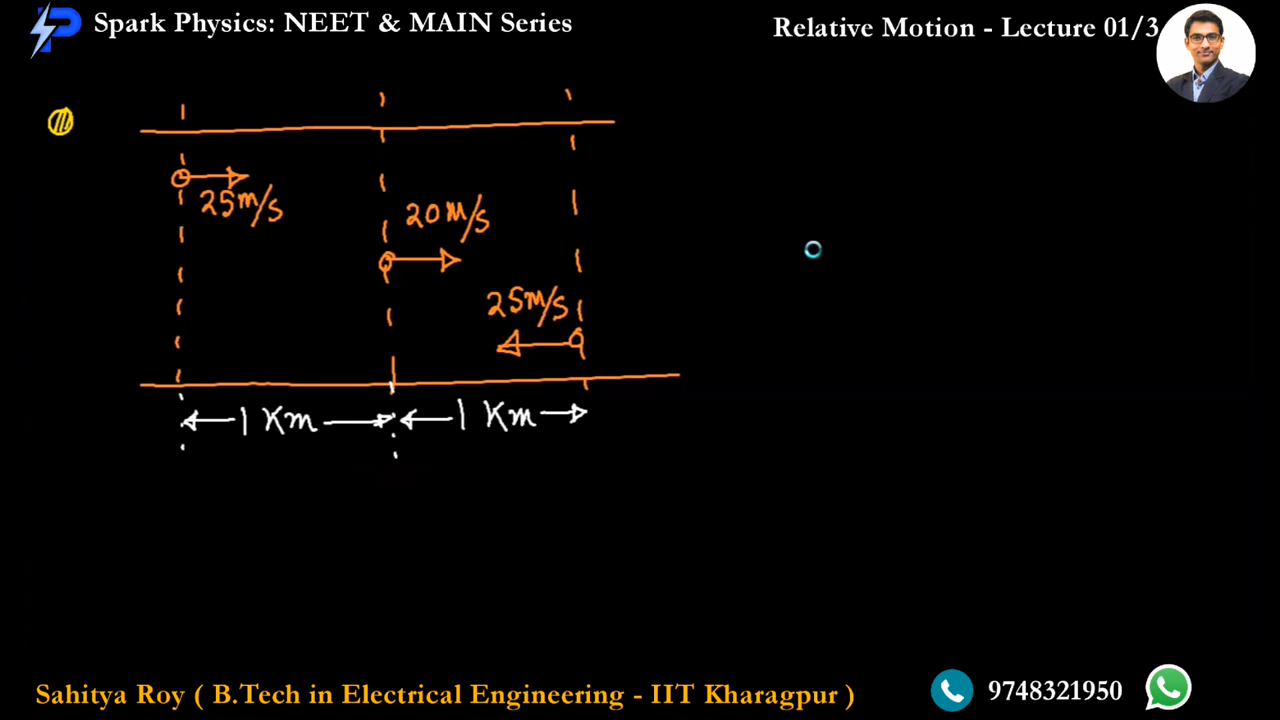 Spark Physics: NEET & MAIN Series
Relative Motion - Lecture 01/3
25m/s
20m/s
25m/s
1 Km
1 Km
Sahitya Roy ( B.Tech in Electrical Engineering - IIT Kharagpur )
9748321950